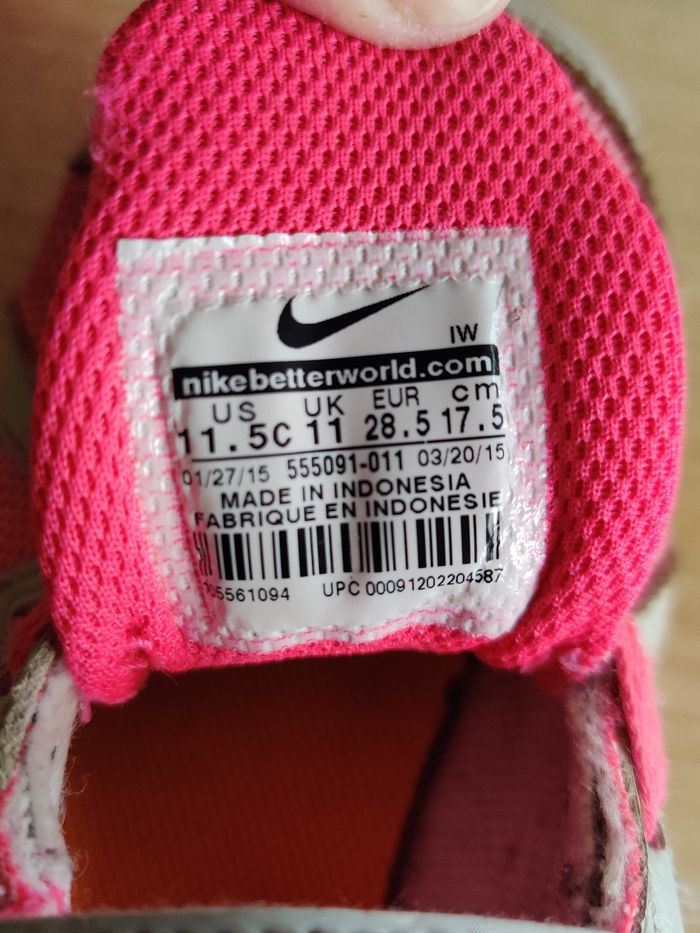 IW
nikebetterworld.com
US UK EUR cm
11.5C 11 28.5 17.5
01/27/15 555091-011 03/20/15
MADE IN INDONESIA
FABRIQUE EN INDONESIE
UPC 00091202204587